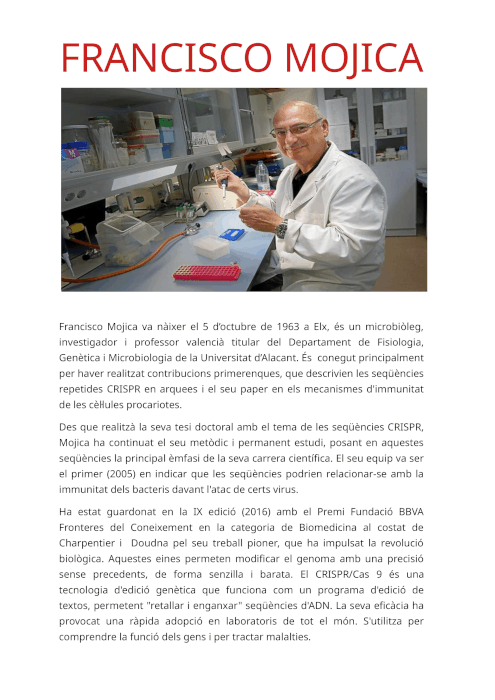 FRANCISCO MOJICA
Francisco Mojica va nàixer el 5 d'octubre de 1963 a Elx, és un microbiòleg,
investigador i professor valencià titular del Departament de Fisiologia,
Genètica i Microbiologia de la Universitat d'Alacant. És conegut principalment
per haver realitzat contribucions primerenques, que descrivien les seqüències
repetides CRISPR en arquees i el seu paper en els mecanismes d'immunitat
de les cèl·lules procariotes.
Des que realitzà la seva tesi doctoral amb el tema de les seqüències CRISPR,
Mojica ha continuat el seu metòdic i permanent estudi, posant en aquestes
seqüències la principal èmfasi de la seva carrera científica. El seu equip va ser
el primer (2005) en indicar que les seqüències podrien relacionar-se amb la
immunitat dels bacteris davant l'atac de certs virus.
Ha estat guardonat en la IX edició (2016) amb el Premi Fundació BBVA
Fronteres del Coneixement en la categoria de Biomedicina al costat de
Charpentier i Doudna pel seu treball pioner, que ha impulsat la revolució
biològica. Aquestes eines permeten modificar el genoma amb una precisió
sense precedents, de forma senzilla i barata. El CRISPR/Cas 9 és una
tecnologia d'edició genètica que funciona com un programa d'edició de
textos, permetent "retallar i enganxar" seqüències d'ADN. La seva eficàcia ha
provocat una ràpida adopció en laboratoris de tot el món. S'utilitza per
comprendre la funció dels gens i per tractar malalties.